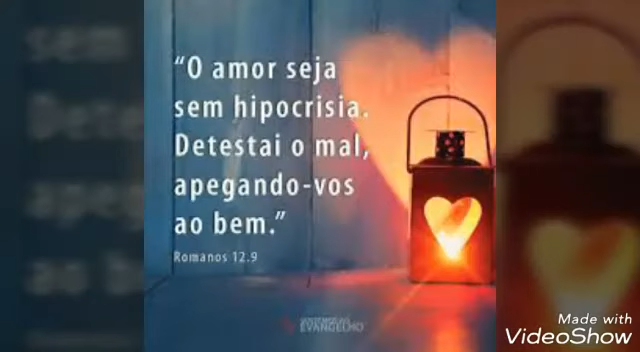 “O amor seja
sem hipocrisia.
Detestai o mal,
apegando-vos
ao bem.”
Romanos 12.9
EVANGELHO
Made with
VideoShow